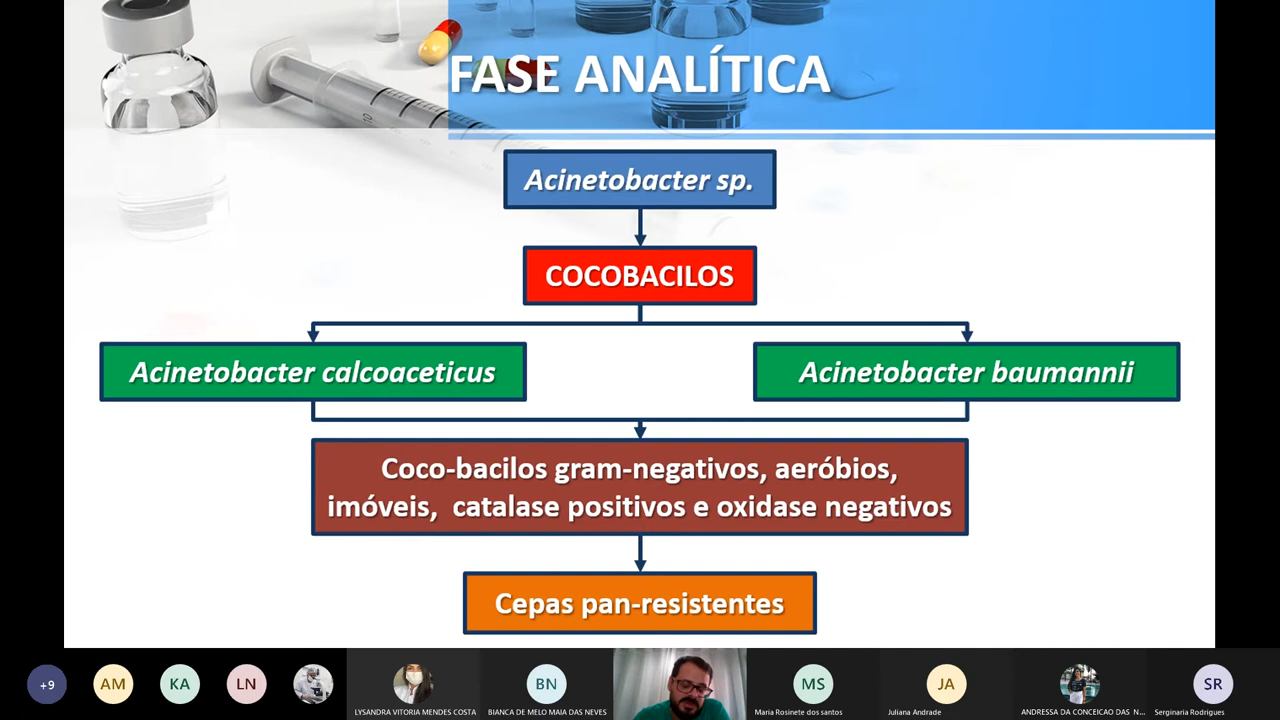 FASE ANALÍTICA
Acinetobacter sp.
COCOBACILOS
Acinetobacter calcoaceticus
Acinetobacter baumannii
Coco-bacilos gram-negativos, aeróbios,
imóveis, catalase positivos e oxidase negativos
Cepas pan-resistentes
+9
AM
KA
LN
LYSANDRA VITORIA MENDES COSTA
BN
BIANCA DE MELO MAIA DAS NEVES
MS
Maria Rosinete dos santos
JA
Juliana Andrade
ANDRESSA DA CONCEICAO DAS N...
SR
Serginaria Rodrigues